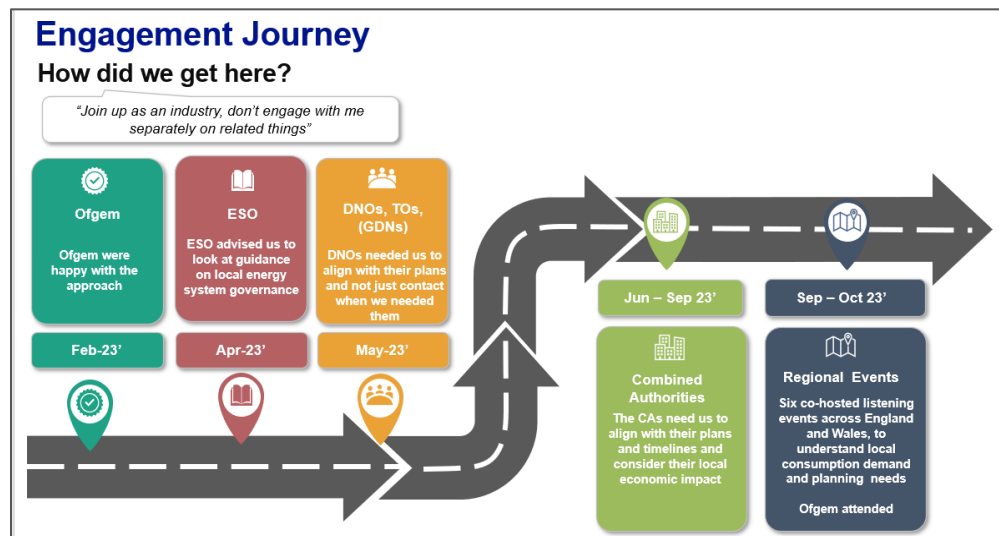 Engagement Journey
How did we get here?
“Join up as an industry, don’t engage with me
separately on related things”
Ofgem
Ofgem were
happy with the
approach
Feb-23’
ESO
ESO advised us to
look at guidance
on local energy
system governance
Apr-23’
DNOs, TOs,
(GDNs)
DNOs needed us to
align with their plans
and not just contact
when we needed
them
May-23’
Jun – Sep 23’
Combined
Authorities
The CAs need us to
align with their plans
and timelines and
consider their local
economic impact
Sep – Oct 23’
Regional Events
Six co-hosted listening
events across England
and Wales, to
understand local
consumption demand
and planning needs
Ofgem attended